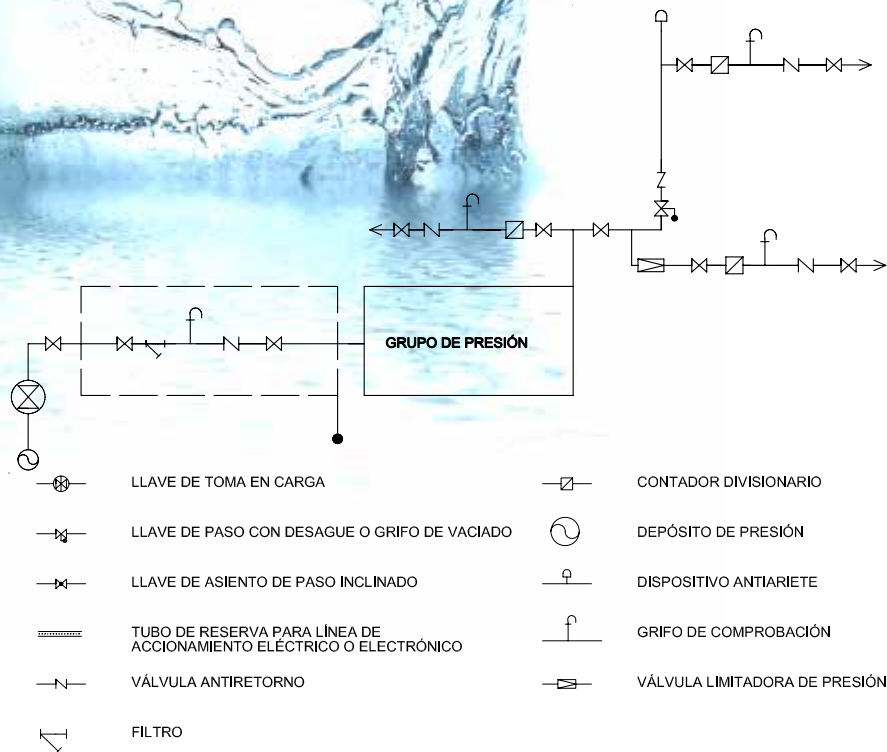 GRUPO DE PRESIÓN
LLAVE DE TOMA EN CARGA
LLAVE DE PASO CON DESAGUE O GRIFO DE VACIADO
LLAVE DE ASIENTO DE PASO INCLINADO
TUBO DE RESERVA PARA LÍNEA DE
ACCIONAMIENTO ELÉCTRICO O ELECTRÓNICO
VÁLVULA ANTIRETORNO
FILTRO
CONTADOR DIVISIONARIO
DEPÓSITO DE PRESIÓN
DISPOSITIVO ANTIARIETE
GRIFO DE COMPROBACIÓN
VÁLVULA LIMITADORA DE PRESIÓN